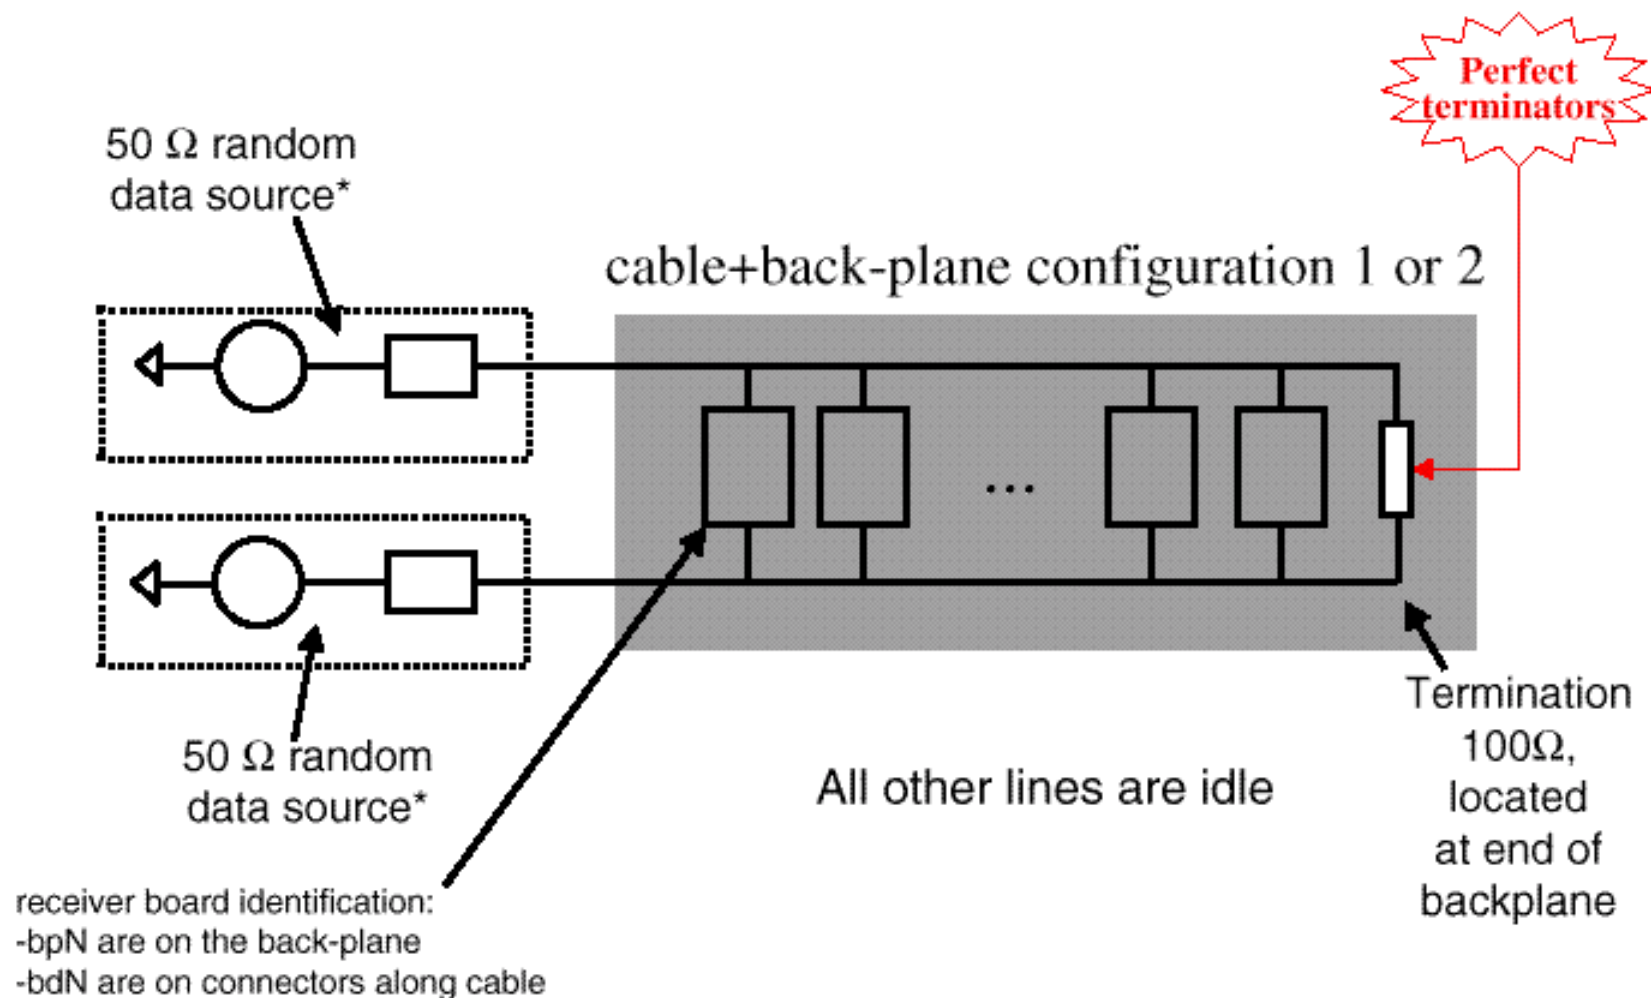 Perfect
terminators
50 Ω random
data source*
cable+back-plane configuration 1 or 2
...
50 Ω random
data source*
All other lines are idle
Termination
100Ω,
located
at end of
backplane
receiver board identification:
-bpN are on the back-plane
-bdN are on connectors along cable